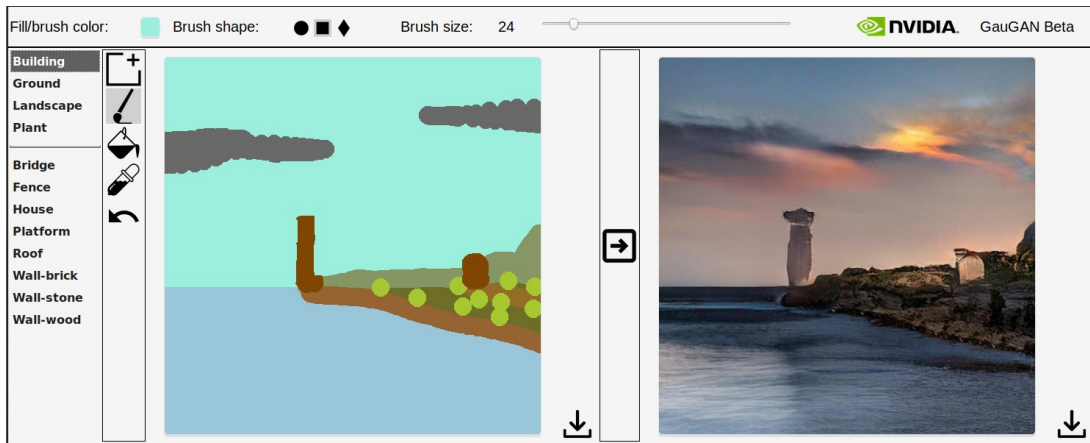 Fill/brush color: Brush shape: Brush size: 24 NVIDIA. GauGAN Beta
Building
Ground
Landscape
Plant
Bridge
Fence
House
Platform
Roof
Wall-brick
Wall-stone
Wall-wood